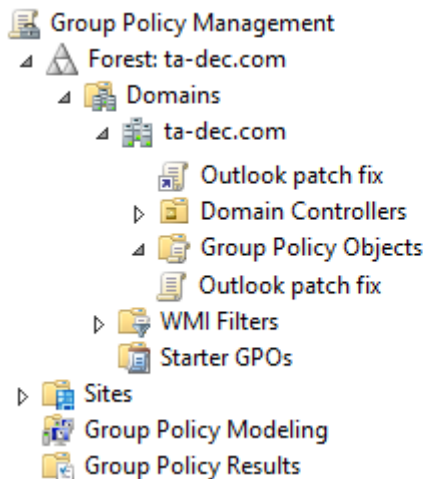 Group Policy Management
Forest: ta-dec.com
Domains
ta-dec.com
Outlook patch fix
Domain Controllers
Group Policy Objects
Outlook patch fix
WMI Filters
Starter GPOs
Sites
Group Policy Modeling
Group Policy Results